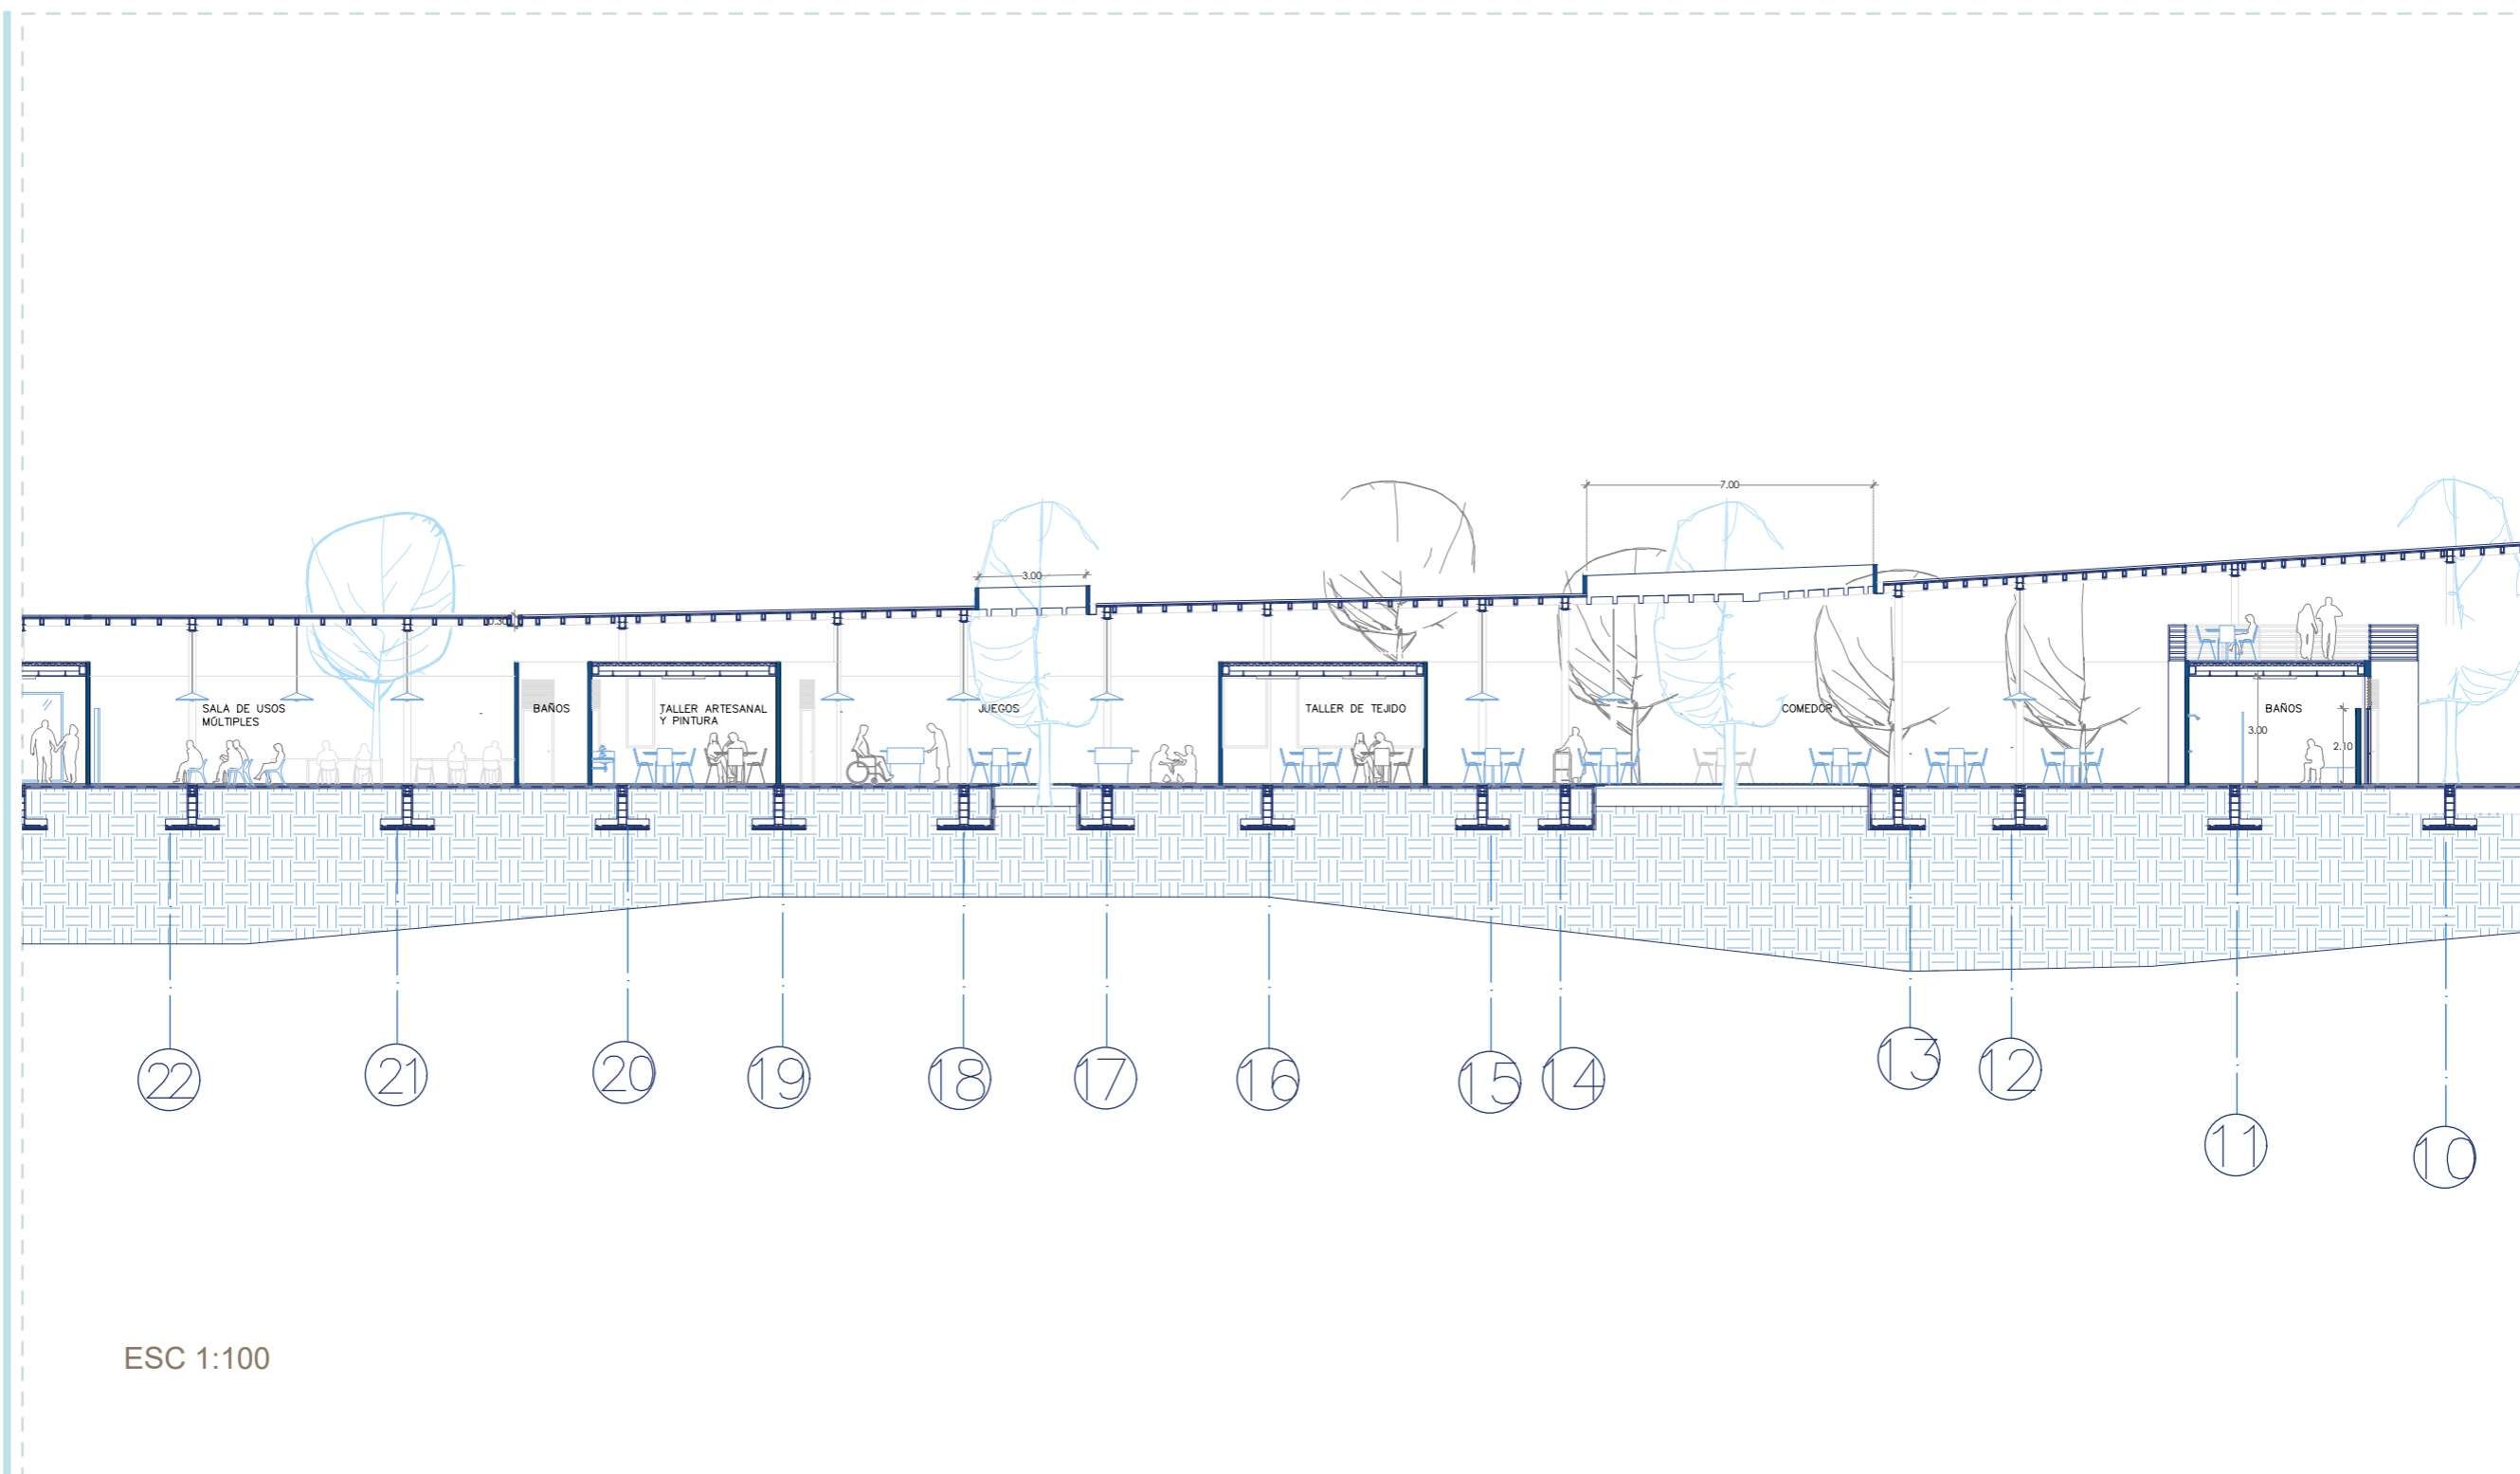 7.00
3.00
0.30
SALA DE USOS
MÚLTIPLES
BAÑOS
TALLER ARTESANAL
Y PINTURA
JUEGOS
TALLER DE TEJIDO
COMEDOR
BAÑOS
3.00
2.10
22
21
20
19
18
17
16
15
14
13
12
11
10
ESC 1:100